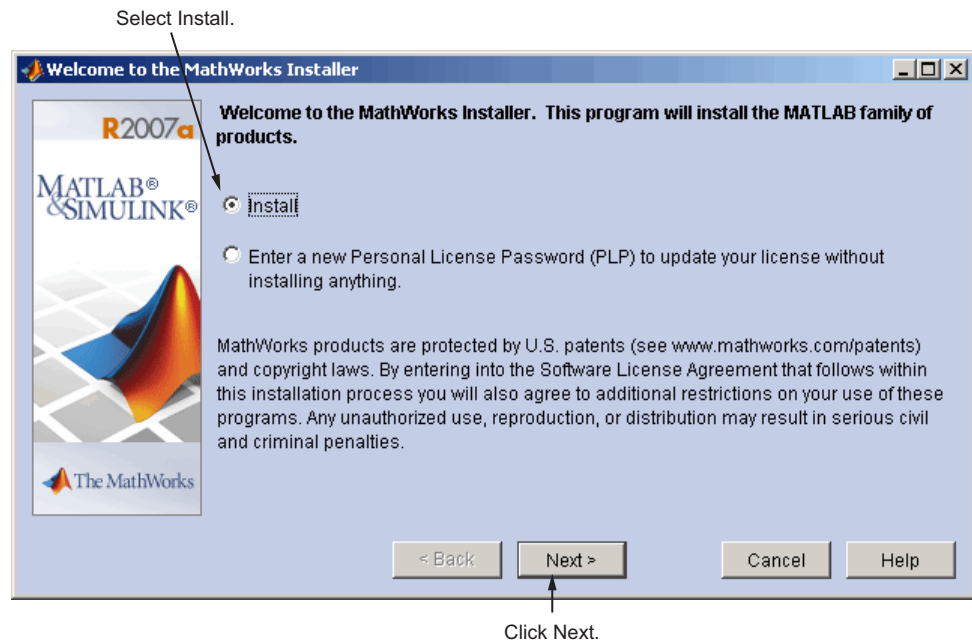 Select Install.
Welcome to the MathWorks Installer
R2007a
MATLAB®
&SIMULINK®
The MathWorks
Welcome to the MathWorks Installer. This program will install the MATLAB family of
products.
Install
Enter a new Personal License Password (PLP) to update your license without
installing anything.
MathWorks products are protected by U.S. patents (see www.mathworks.com/patents)
and copyright laws. By entering into the Software License Agreement that follows within
this installation process you will also agree to additional restrictions on your use of these
programs. Any unauthorized use, reproduction, or distribution may result in serious civil
and criminal penalties.
< Back
Next >
Cancel
Help
Click Next.